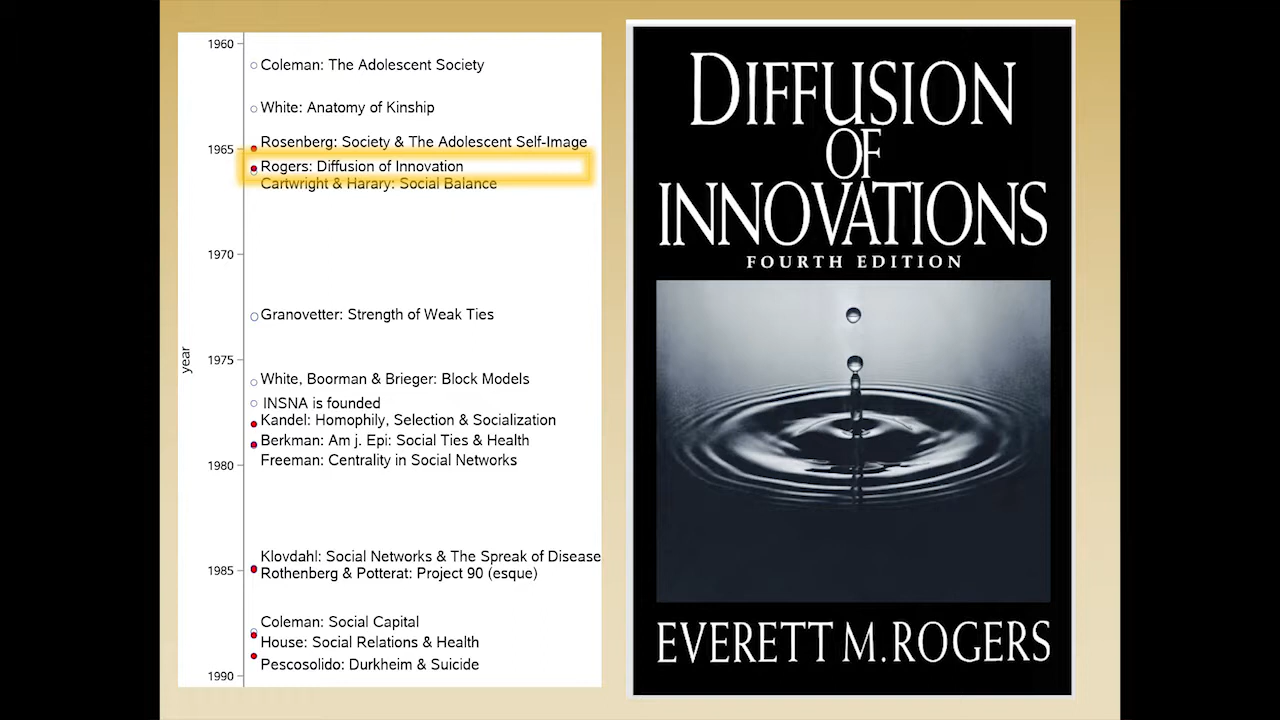 1960
Coleman: The Adolescent Society
White: Anatomy of Kinship
Rosenberg: Society & The Adolescent Self-Image
1965
Rogers: Diffusion of Innovation
Cartwright & Harary: Social Balance
1970
Granovetter: Strength of Weak Ties
year
1975
White, Boorman & Brieger: Block Models
INSNA is founded
Kandel: Homophily, Selection & Socialization
Berkman: Am j. Epi: Social Ties & Health
Freeman: Centrality in Social Networks
1980
Klovdahl: Social Networks & The Spreak of Disease
1985
Rothenberg & Potterat: Project 90 (esque)
Coleman: Social Capital
House: Social Relations & Health
Pescosolido: Durkheim & Suicide
1990
DIFFUSION
OF
INNOVATIONS
FOURTH EDITION
EVERETT M. ROGERS